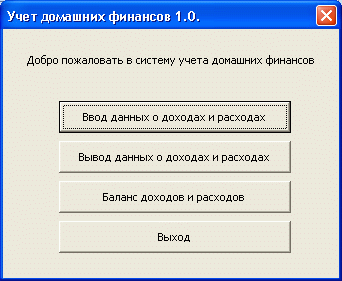 Учет домашних финансов 1.0.
Добро пожаловать в систему учета домашних финансов
Ввод данных о доходах и расходах
Вывод данных о доходах и расходах
Баланс доходов и расходов
Выход